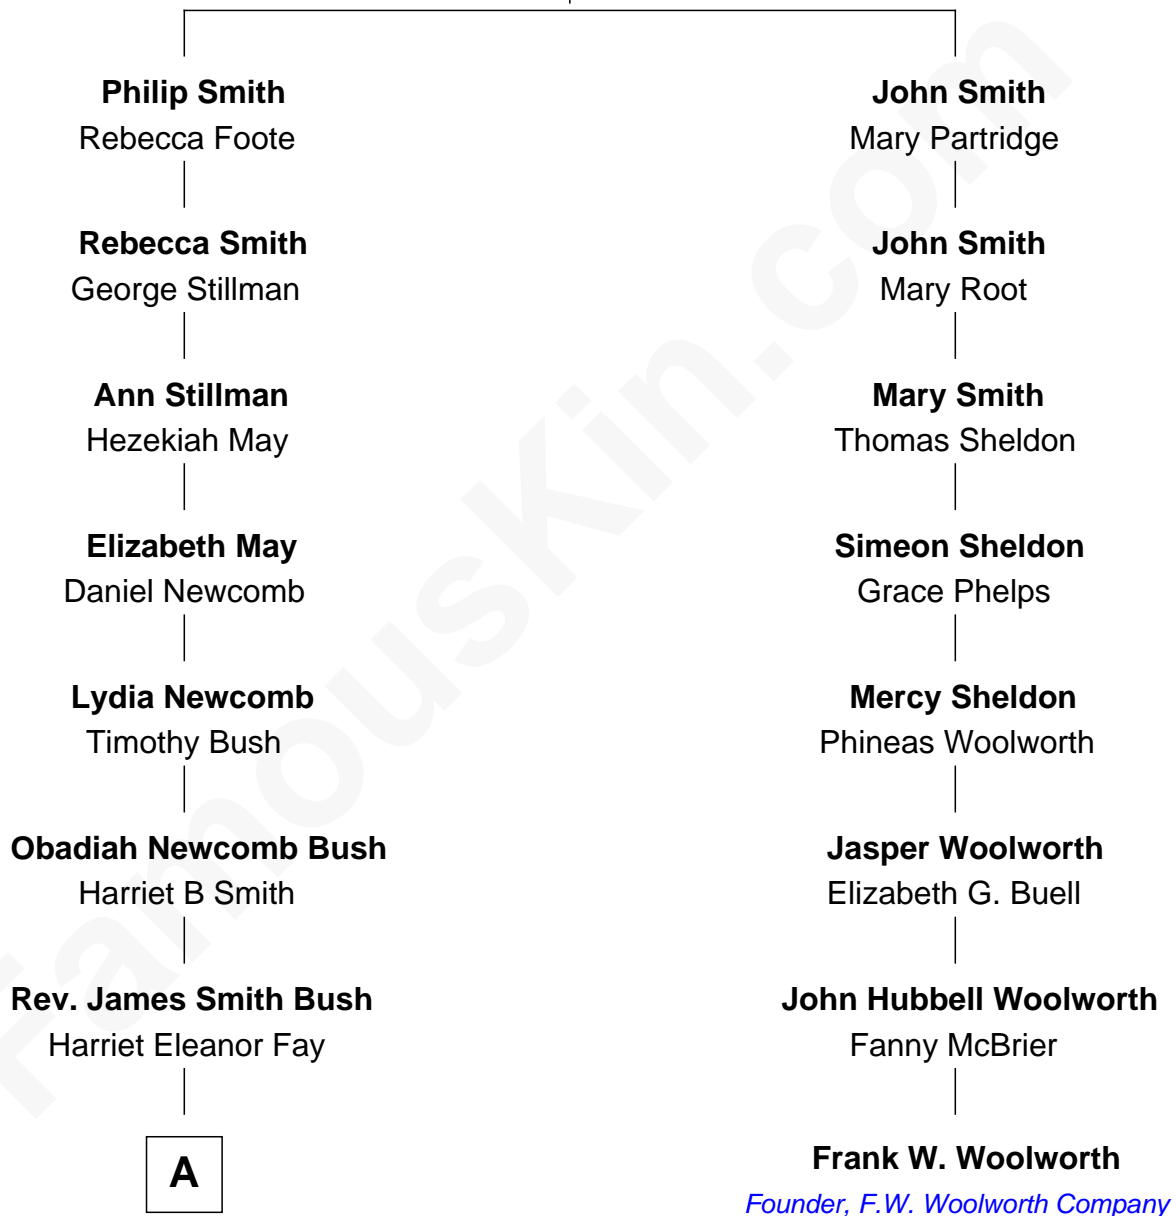 Philip Smith
Rebecca Foote
Rebecca Smith
George Stillman
Ann Stillman
Hezekiah May
Elizabeth May
Daniel Newcomb
Lydia Newcomb
Timothy Bush
Obadiah Newcomb Bush
Harriet B Smith
Rev. James Smith Bush
Harriet Eleanor Fay
A
John Smith
Mary Partridge
John Smith
Mary Root
Mary Smith
Thomas Sheldon
Simeon Sheldon
Grace Phelps
Mercy Sheldon
Phineas Woolworth
Jasper Woolworth
Elizabeth G. Buell
John Hubbell Woolworth
Fanny McBrier
Frank W. Woolworth
Founder, F.W. Woolworth Company
FamousKin.com